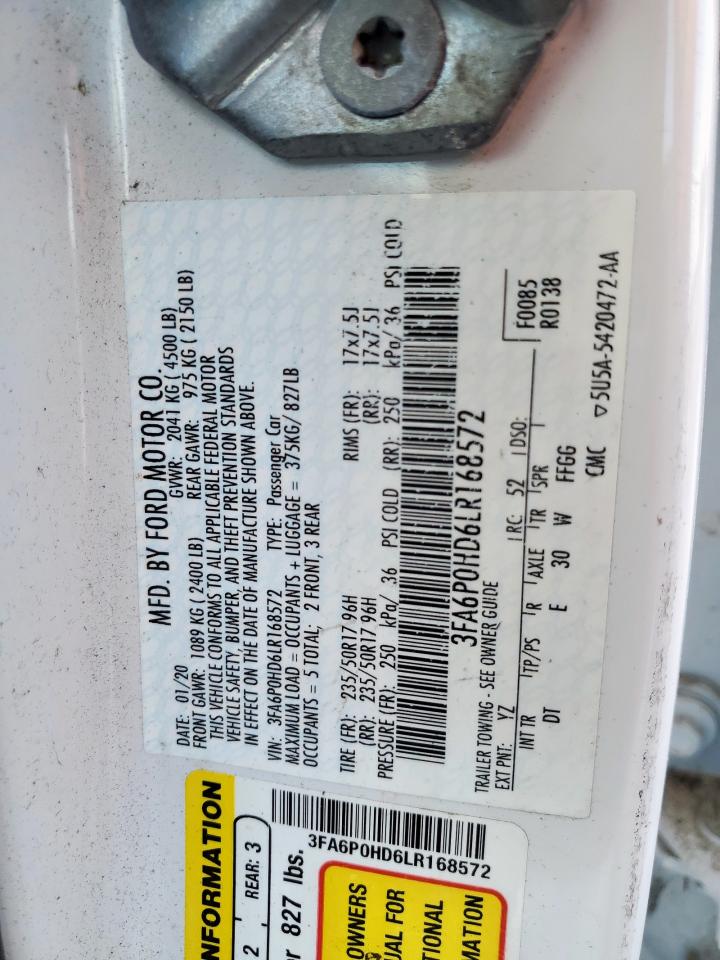 MFD. BY FORD MOTOR CO.
DATE: 01/20 GVWR: 2041 KG ( 4500 LB)
FRONT GAWR: 1089 KG ( 2400 LB) REAR GAWR: 975 KG ( 2150 LB)
THIS VEHICLE CONFORMS TO ALL APPLICABLE FEDERAL MOTOR
VEHICLE SAFETY, BUMPER, AND THEFT PREVENTION STANDARDS
IN EFFECT ON THE DATE OF MANUFACTURE SHOWN ABOVE.
VIN: 3FA6P0HD6LR168572 TYPE: Passenger Car
MAXIMUM LOAD = OCCUPANTS + LUGGAGE = 375KG/ 827LB
OCCUPANTS = 5 TOTAL; 2 FRONT, 3 REAR
TIRE (FR): 235/50R17 96H RIMS (FR): 17x7.5J
(RR): 235/50R17 96H (RR): 17x7.5J
PRESSURE (FR): 250 kPa/ 36 PSI COLD (RR): 250 kPa/ 36 PSI COLD
3FA6P0HD6LR168572
TRAILER TOWING - SEE OWNER GUIDE
EXT PNT: YZ RC: 52 DSO: F0085
R0138
INT TR TP/PS R AXLE TR SPR
DT E 30 W FFGG
CMC ▽5U5A-5420472-AA
NFORMATION
2 REAR: 3
827 lbs.
3FA6P0HD6LR168572
OWNERS
UAL FOR
TIONAL
MATION